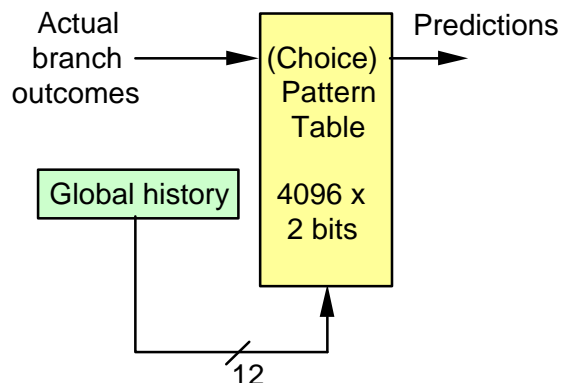 Actual
branch
outcomes
(Choice)
Pattern
Table
4096 x
2 bits
Predictions
Global history
12